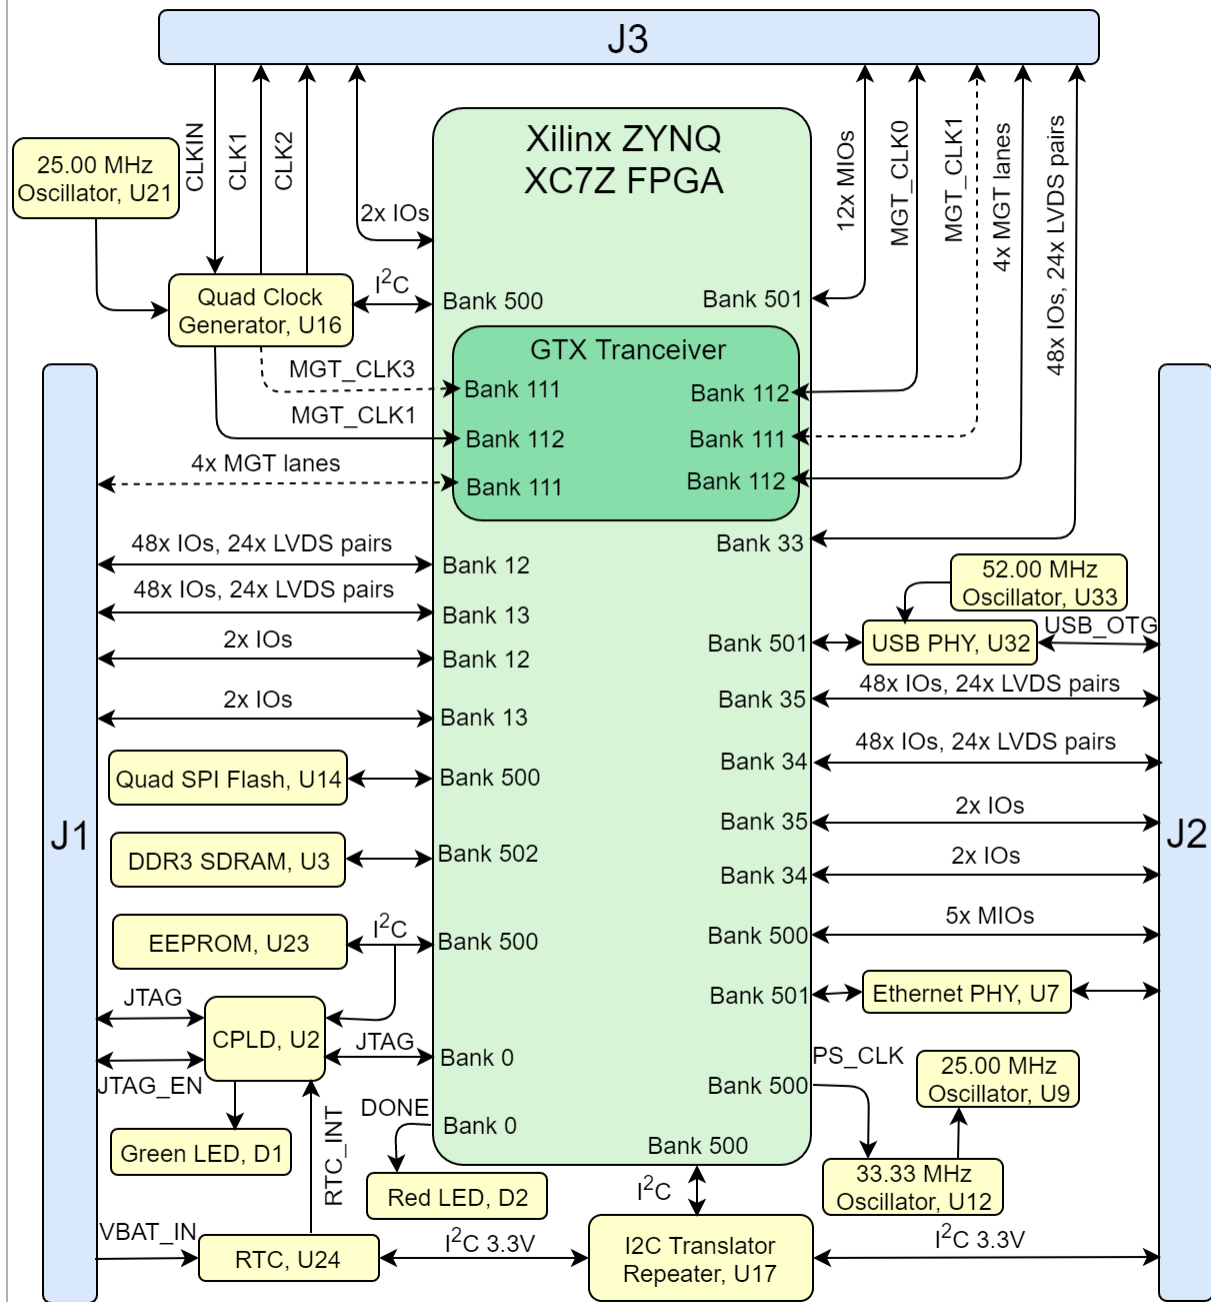 J3
Xilinx ZYNQ
XC7Z FPGA
25.00 MHz
Oscillator, U21
CLKIN
CLK1
CLK2
2x IOs
12x MIOs
MGT_CLK0
MGT_CLK1
4x MGT lanes
48x IOs, 24x LVDS pairs
Quad Clock
Generator, U16
I2C
Bank 500
Bank 501
GTX Tranceiver
MGT_CLK3
Bank 111
Bank 112
MGT_CLK1
Bank 112
Bank 111
4x MGT lanes
Bank 111
Bank 112
48x IOs, 24x LVDS pairs
Bank 12
Bank 33
52.00 MHz
Oscillator, U33
48x IOs, 24x LVDS pairs
Bank 13
Bank 501
USB PHY, U32
USB_OTG
2x IOs
Bank 12
48x IOs, 24x LVDS pairs
Bank 35
2x IOs
Bank 13
48x IOs, 24x LVDS pairs
Bank 34
Quad SPI Flash, U14
Bank 500
2x IOs
Bank 35
J1
J2
DDR3 SDRAM, U3
Bank 502
2x IOs
Bank 34
EEPROM, U23
I2C
Bank 500
5x MIOs
Bank 500
JTAG
CPLD, U2
JTAG
Bank 0
Bank 501
Ethernet PHY, U7
JTAG_EN
PS_CLK
Bank 500
25.00 MHz
Oscillator, U9
Green LED, D1
RTC_INT
DONE
Bank 0
Bank 500
Red LED, D2
I2C
33.33 MHz
Oscillator, U12
VBAT_IN
RTC, U24
I2C 3.3V
I2C Translator
Repeater, U17
I2C 3.3V